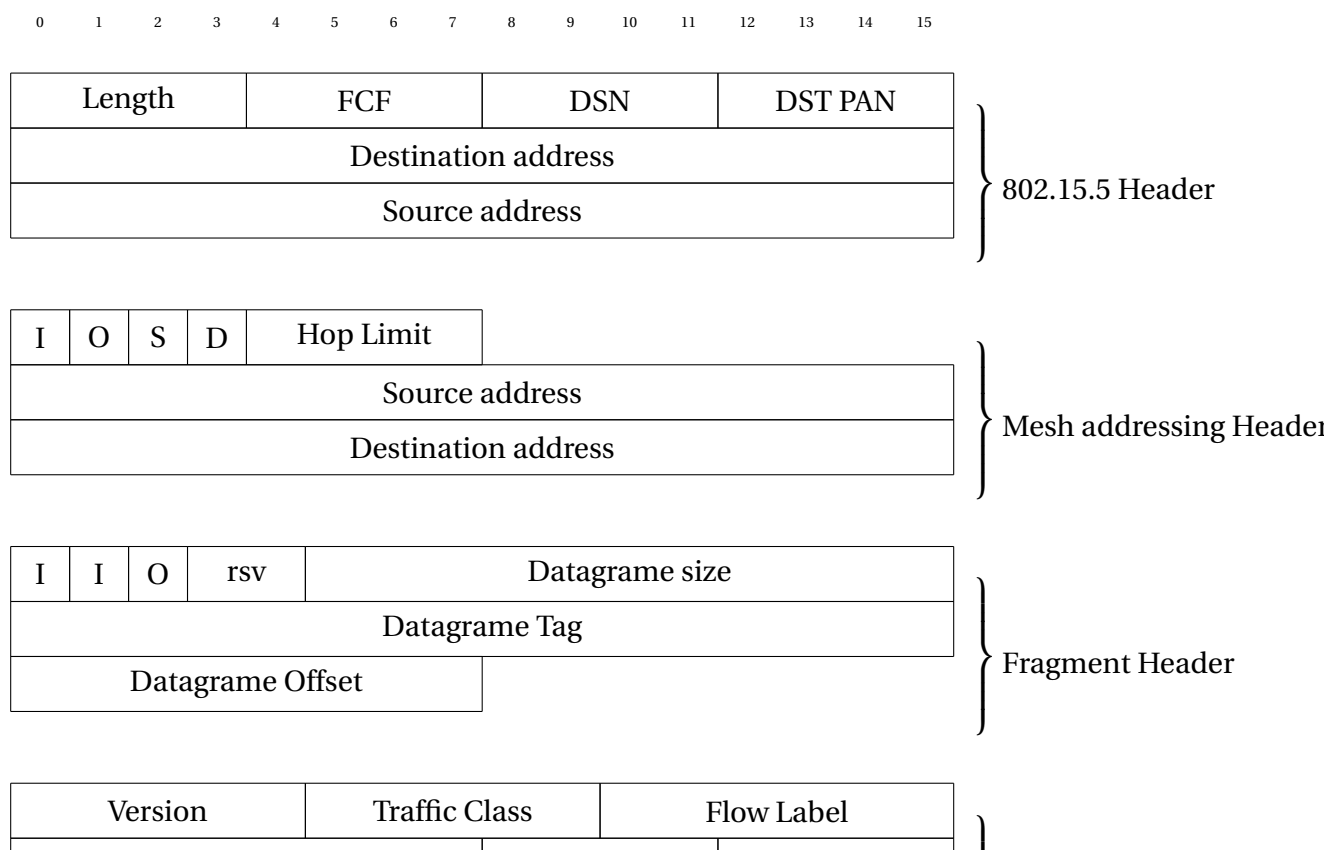 0 1 2 3 4 5 6 7 8 9 10 11 12 13 14 15
Length FCF DSN DST PAN
Destination address
Source address
802.15.5 Header
I O S D Hop Limit
Source address
Destination address
Mesh addressing Header
I I O rsv Datagrame size
Datagrame Tag
Datagrame Offset
Fragment Header
Version Traffic Class Flow Label